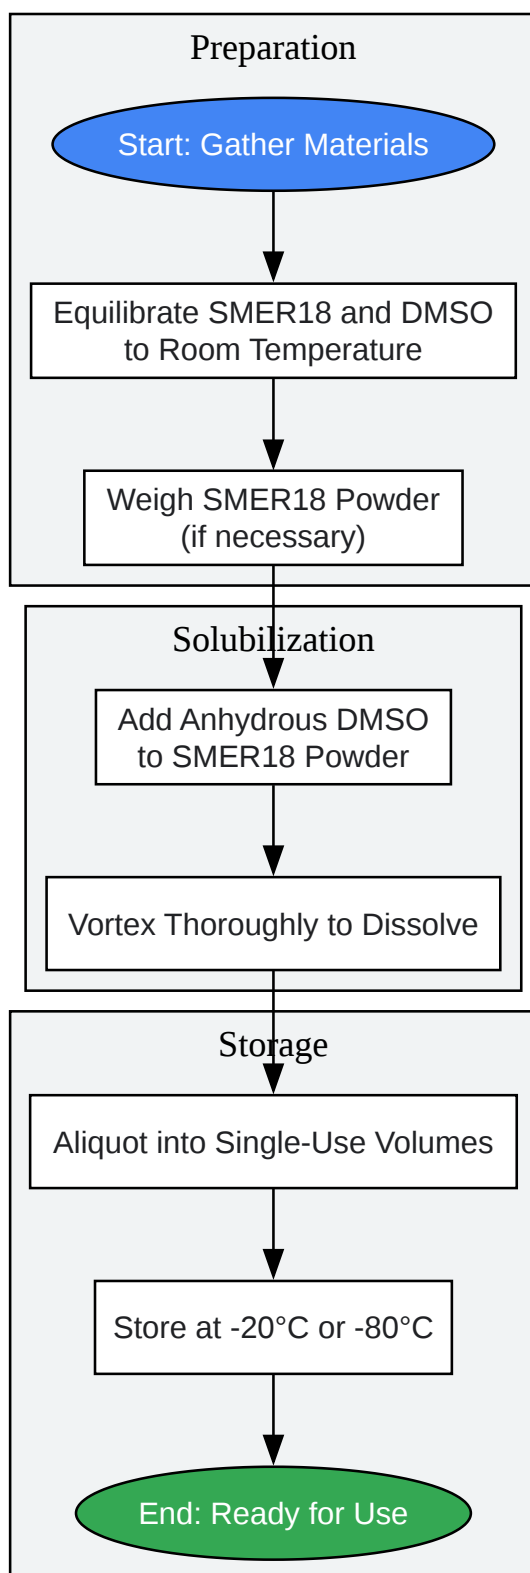 Preparation
Start: Gather Materials
Equilibrate SMER18 and DMSO
to Room Temperature
Weigh SMER18 Powder
(if necessary)
Solubilization
Add Anhydrous DMSO
to SMER18 Powder
Vortex Thoroughly to Dissolve
Storage
Aliquot into Single-Use Volumes
Store at -20°C or -80°C
End: Ready for Use